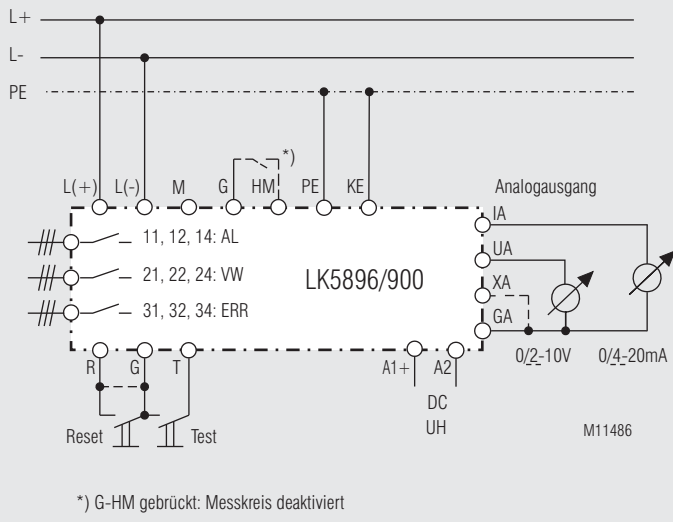 L+
L-
PE
*)
L(+) L(-) M G HM PE KE
Analogausgang
IA
11, 12, 14: AL
UA
21, 22, 24: VW
LK5896/900
XA
31, 32, 34: ERR
GA
R G T A1+ A2
0/2-10V 0/4-20mA
DC
UH
Reset Test
M11486
*) G-HM gebrückt: Messkreis deaktiviert